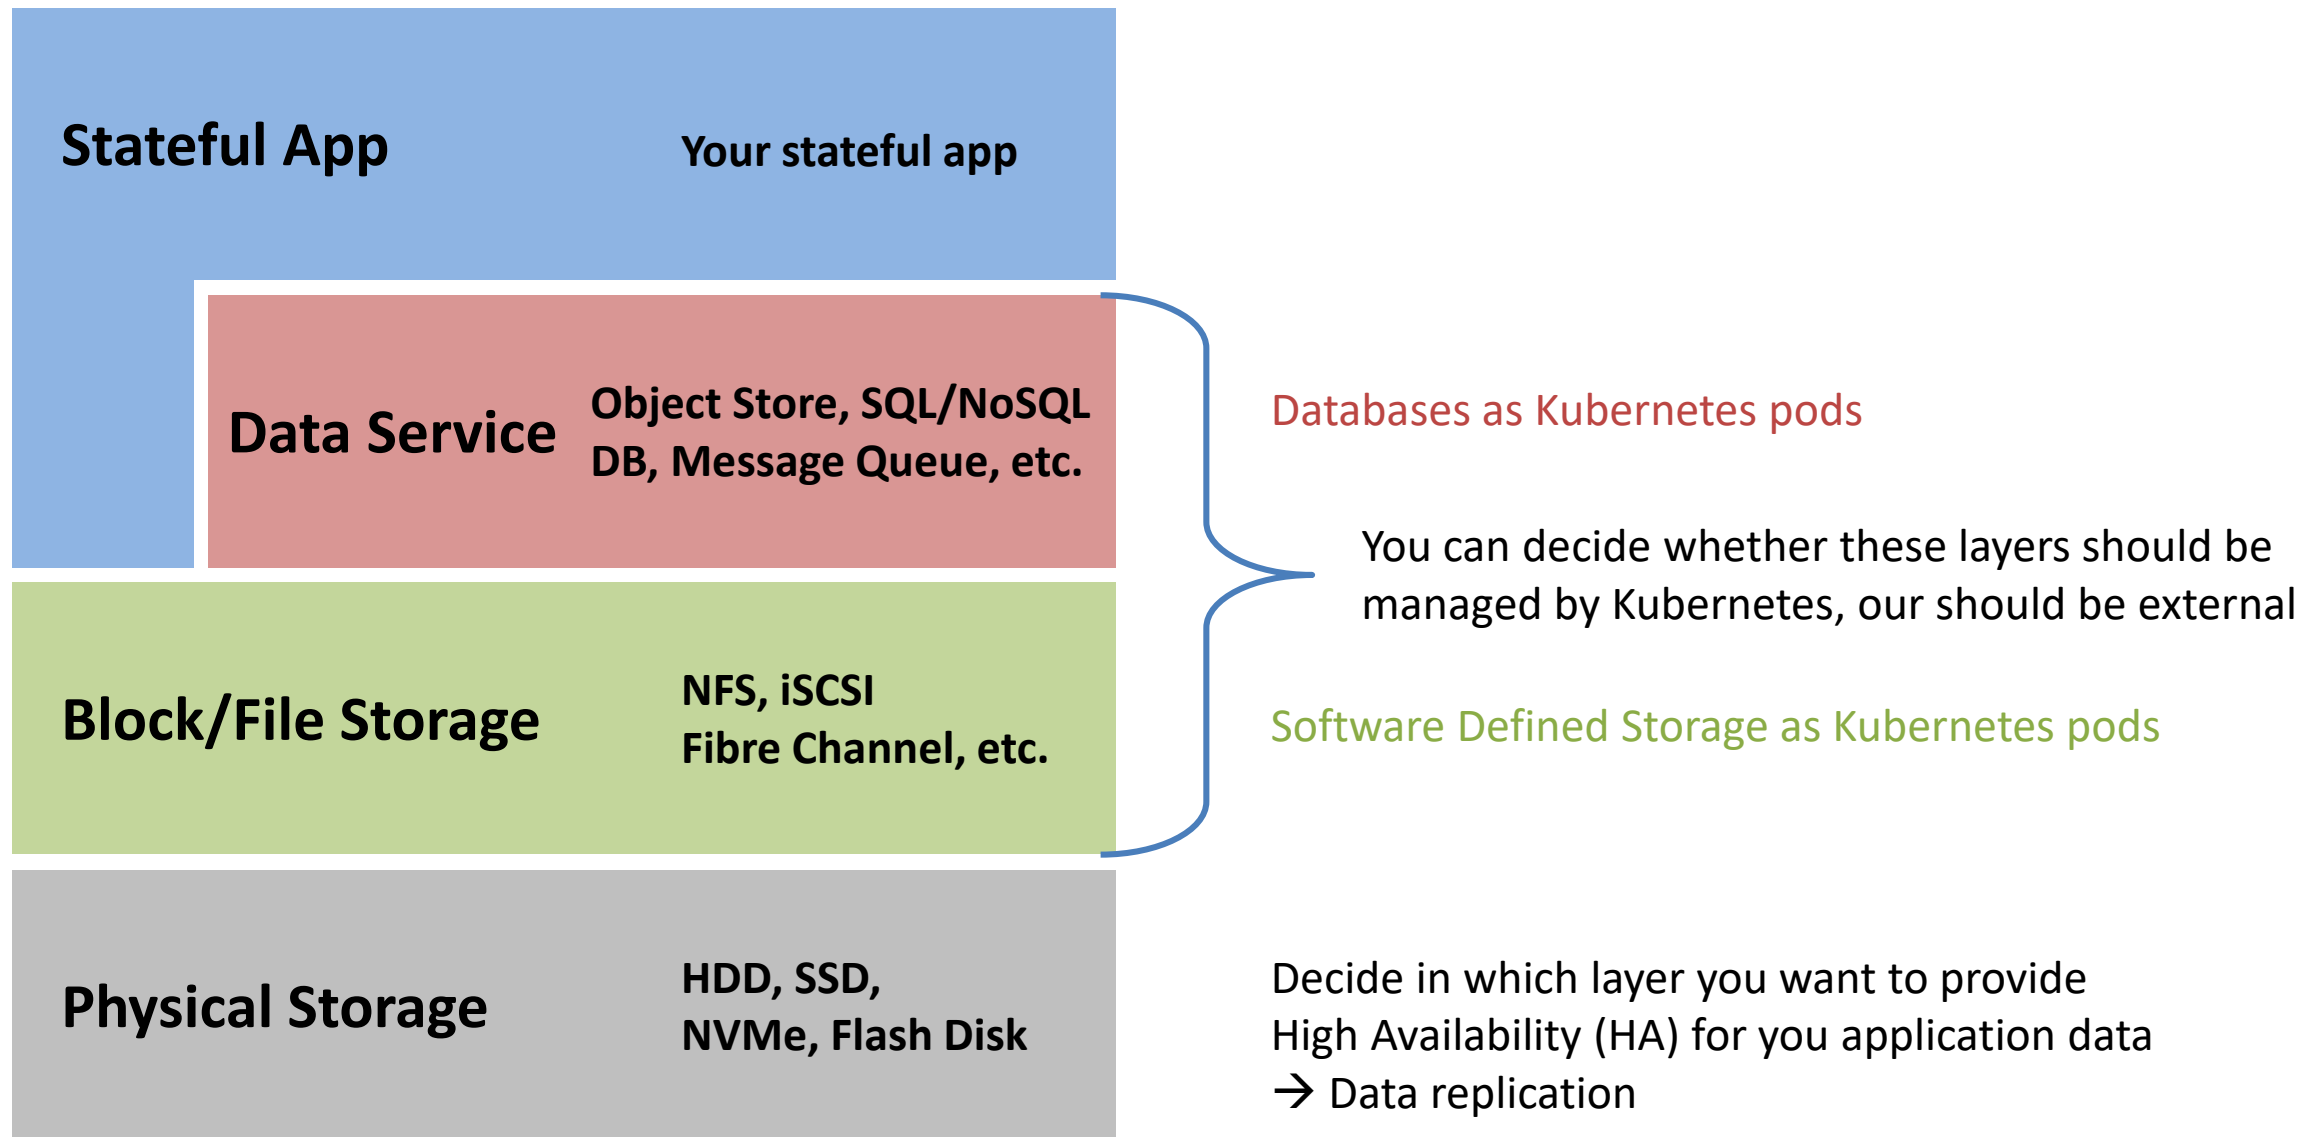 Stateful App
Your stateful app
Data Service
Object Store, SQL/NoSQL
DB, Message Queue, etc.
Databases as Kubernetes pods
You can decide whether these layers should be
managed by Kubernetes, our should be external
Block/File Storage
NFS, iSCSI
Fibre Channel, etc.
Software Defined Storage as Kubernetes pods
Physical Storage
HDD, SSD,
NVMe, Flash Disk
Decide in which layer you want to provide
High Availability (HA) for you application data
→ Data replication